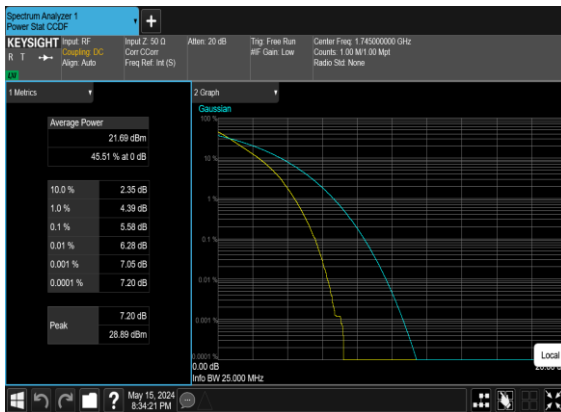 Spectrum Analyzer 1
Power Stat CCDF
+
KEYSIGHT
R T
Input: RF
Coupling: DC
Align: Auto
Input Z: 50 Ω
Corr CCorr
Freq Ref: Int (S)
Atten: 20 dB
Trig: Free Run
#IF Gain: Low
Center Freq: 1.745000000 GHz
Counts: 1.00 M/1.00 Mpt
Radio Std: None
1 Metrics
Average Power
21.69 dBm
45.51 % at 0 dB
10.0 % 2.35 dB
1.0 % 4.39 dB
0.1 % 5.58 dB
0.01 % 6.28 dB
0.001 % 7.05 dB
0.0001 % 7.20 dB
Peak 7.20 dB
28.89 dBm
2 Graph
Gaussian
100 %
10 %
1 %
0.1 %
0.01 %
0.001 %
0.0001 %
0.00 dB
Info BW 25.000 MHz
Local
?
May 15, 2024
8:34:21 PM